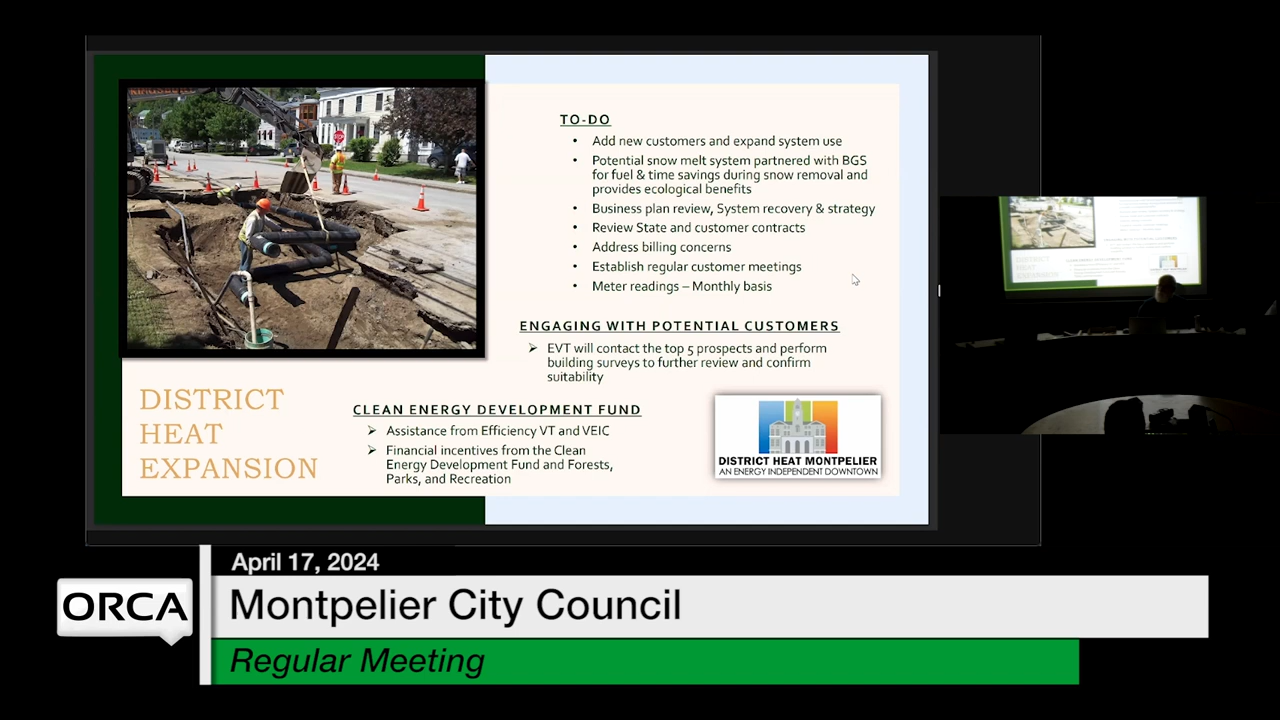 TO-DO
• Add new customers and expand system use
• Potential snow melt system partnered with BGS
for fuel & time savings during snow removal and
provides ecological benefits
• Business plan review, System recovery & strategy
• Review State and customer contracts
• Address billing concerns
• Establish regular customer meetings
• Meter readings – Monthly basis
ENGAGING WITH POTENTIAL CUSTOMERS
➢ EVT will contact the top 5 prospects and perform
building surveys to further review and confirm
suitability
DISTRICT
HEAT
EXPANSION
CLEAN ENERGY DEVELOPMENT FUND
➢ Assistance from Efficiency VT and VEIC
➢ Financial incentives from the Clean
Energy Development Fund and Forests,
Parks, and Recreation
DISTRICT HEAT MONTPELIER
AN ENERGY INDEPENDENT DOWNTOWN
STOP
DISTRICT
HEAT
EXPANSION
April 17, 2024
ORCA
Montpelier City Council
Regular Meeting